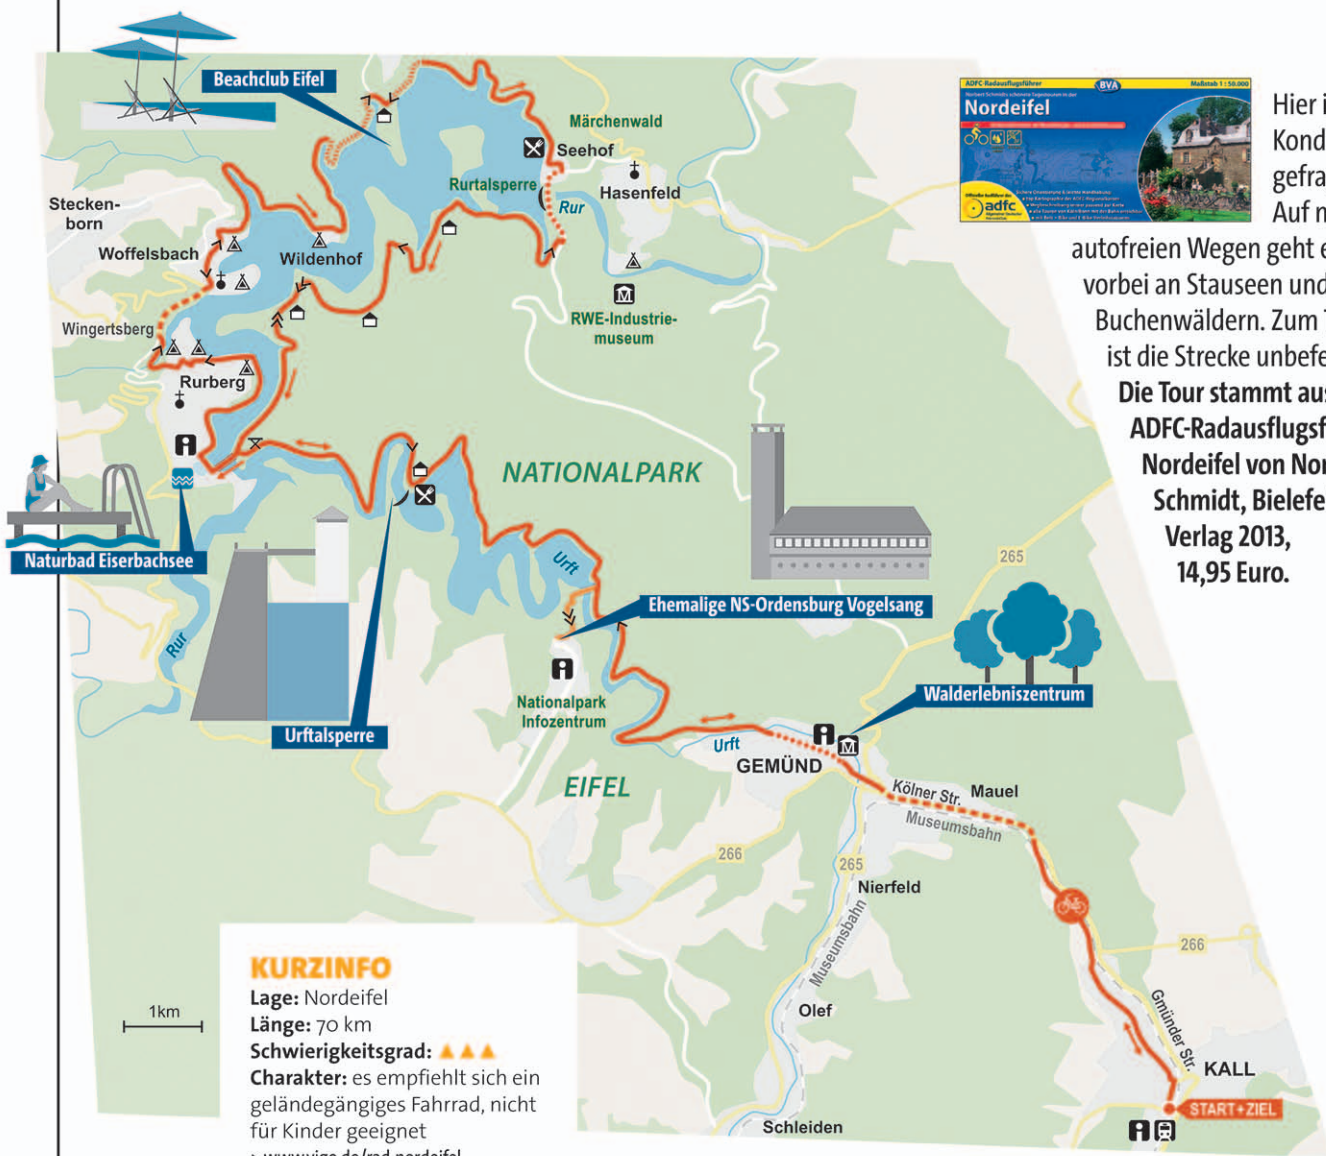 Beachclub Eifel
Märchenwald
Seehof
Rurtalsperre
Hasenfeld
Rur
Stecken-
born
Woffelsbach
Wildenhof
Wingertsberg
RWE-Industrie-
museum
Rurberg
NATIONALPARK
Naturbad Eiserbachsee
Urft
265
Ehemalige NS-Ordensburg Vogelsang
Rur
Nationalpark
Infozentrum
Walderlebniszentrum
Urftalsperre
Urft
GEMÜND
EIFEL
Kölner Str.
Mauel
Museumsbahn
266
265
Nierfeld
Museumsbahn
266
Olef
Gmünder Str.
KALL
START+ZIEL
Schleiden
1km
KURZINFO
Lage: Nordeifel
Länge: 70 km
Schwierigkeitsgrad:
Charakter: es empfiehlt sich ein
geländegängiges Fahrrad, nicht
für Kinder geeignet
> www.vigo.de/rad-nordeifel
ADFC-Radausflugsführer
BVA
Maßstab 1 : 50.000
Nordeifel
adfc
Hier i
Kond
gefra
Auf n
autofreien Wegen geht e
vorbei an Stauseen und
Buchenwäldern. Zum T
ist die Strecke unbefe
Die Tour stammt aus
ADFC-Radausflugsf
Nordeifel von Nor
Schmidt, Bielefe
Verlag 2013,
14,95 Euro.